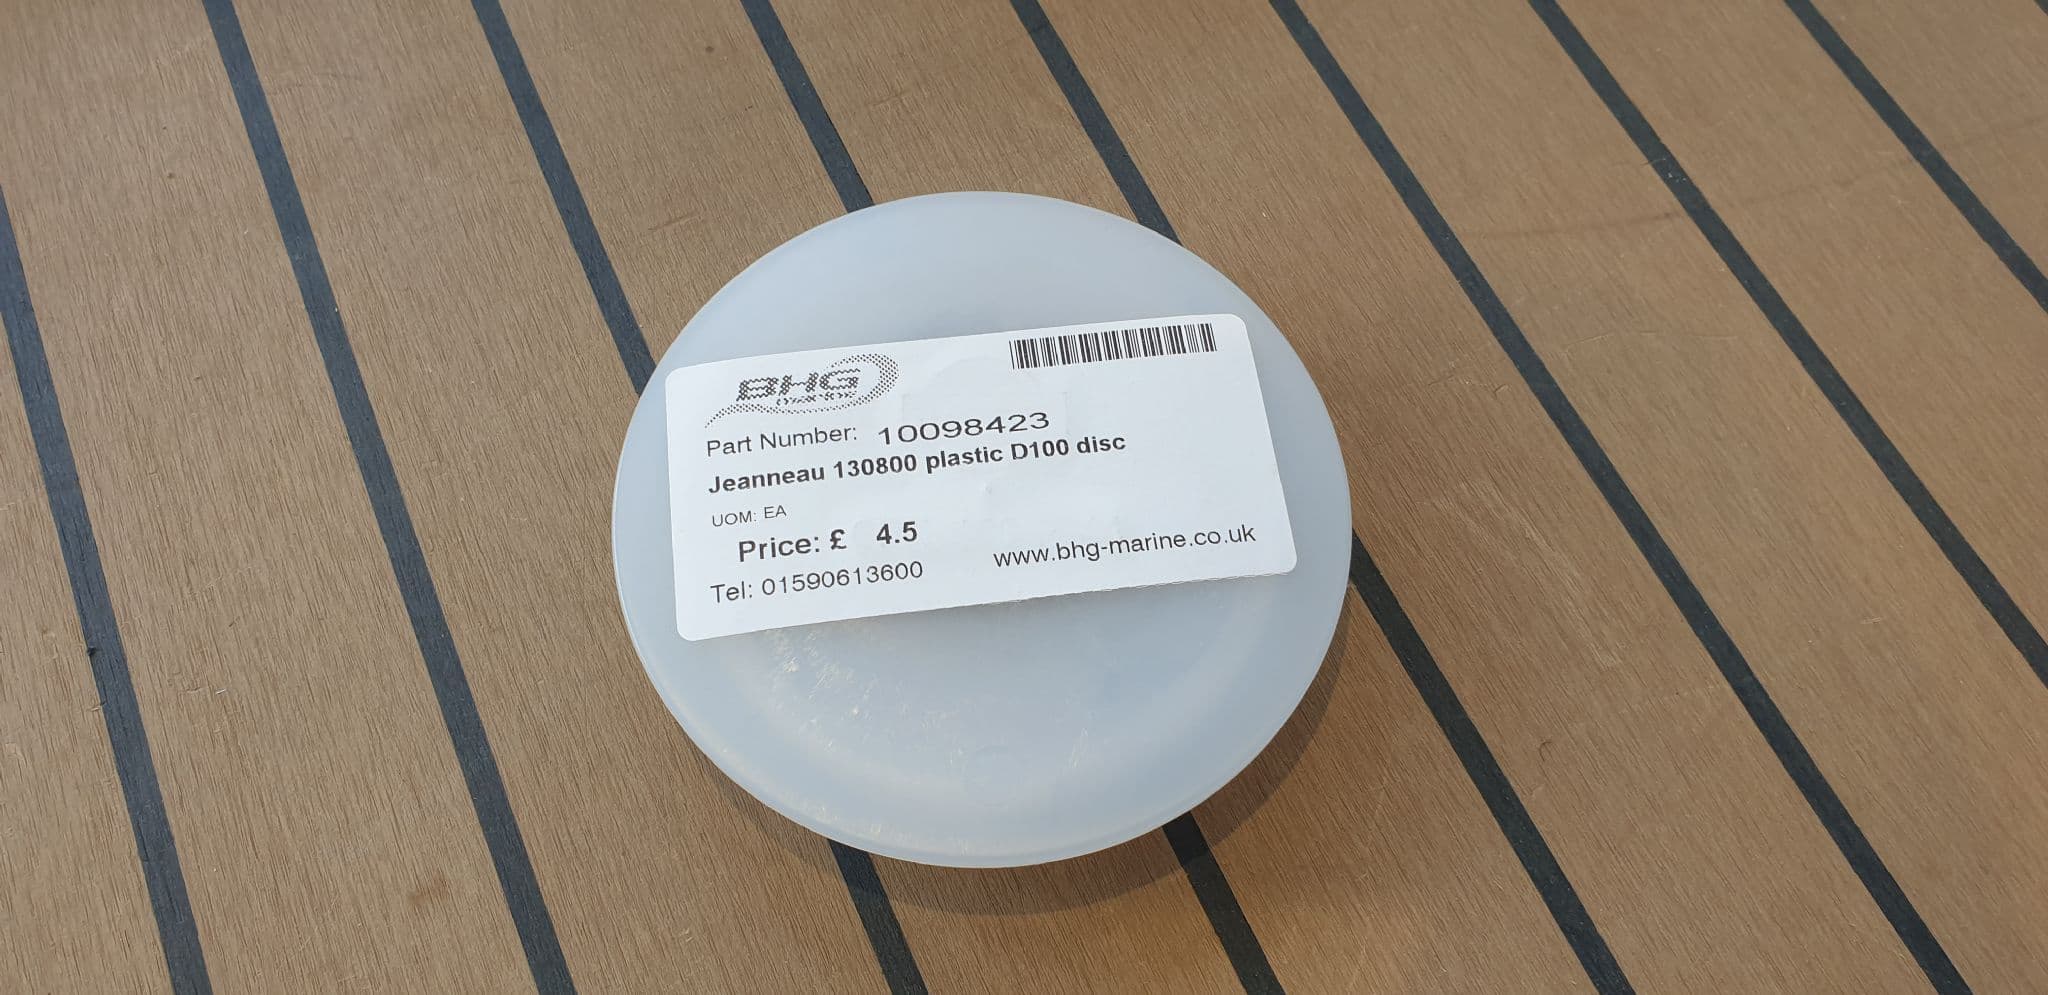 BHG
Part Number: 10098423
Jeanneau 130800 plastic D100 disc
UOM: EA
Price: £ 4.5
Tel: 01590613600
www.bhg-marine.co.uk